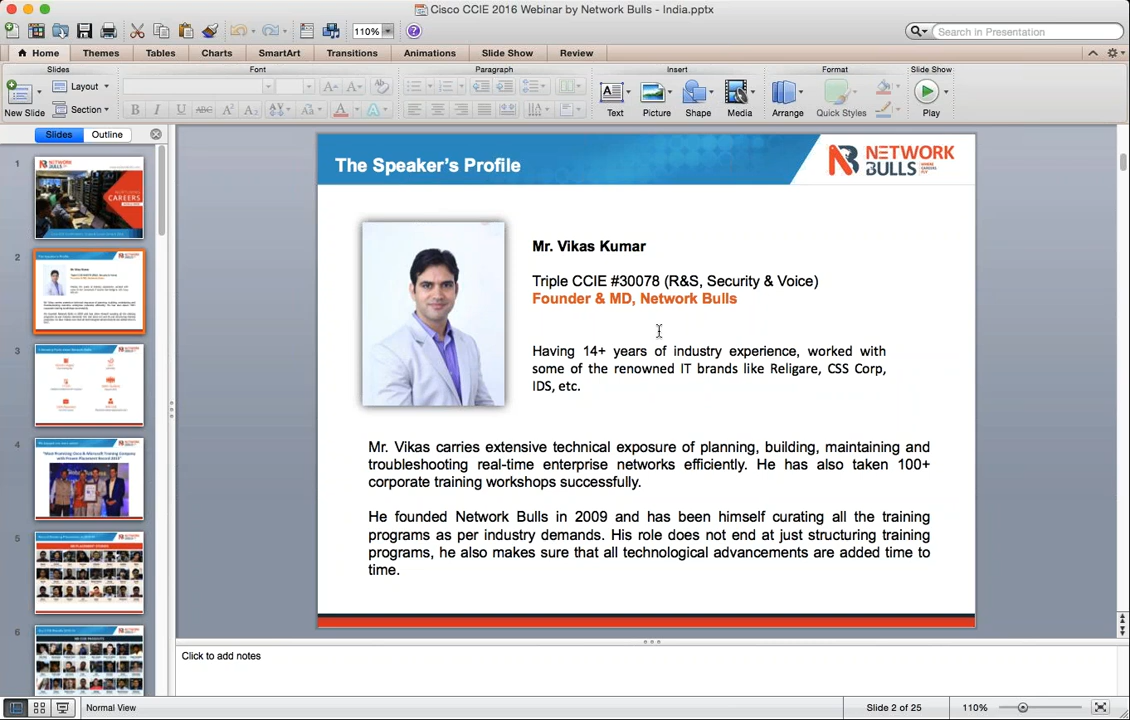 Cisco CCIE 2016 Webinar by Network Bulls - India.pptx
110%
Search in Presentation
Home
Themes
Tables
Charts
SmartArt
Transitions
Animations
Slide Show
Review
Slides
Font
Paragraph
Insert
Format
Slide Show
New Slide
Layout
Section
Text
Picture
Shape
Media
Arrange
Quick Styles
Play
Slides
Outline
1
2
3
4
5
6
The Speaker's Profile
NETWORK
BULLS
Mr. Vikas Kumar
Triple CCIE #30078 (R&S, Security & Voice)
Founder & MD, Network Bulls
Having 14+ years of industry experience, worked with
some of the renowned IT brands like Religare, CSS Corp,
IDS, etc.
Mr. Vikas carries extensive technical exposure of planning, building, maintaining and
troubleshooting real-time enterprise networks efficiently. He has also taken 100+
corporate training workshops successfully.
He founded Network Bulls in 2009 and has been himself curating all the training
programs as per industry demands. His role does not end at just structuring training
programs, he also makes sure that all technological advancements are added time to
time.
Click to add notes
Normal View
Slide 2 of 25
110%